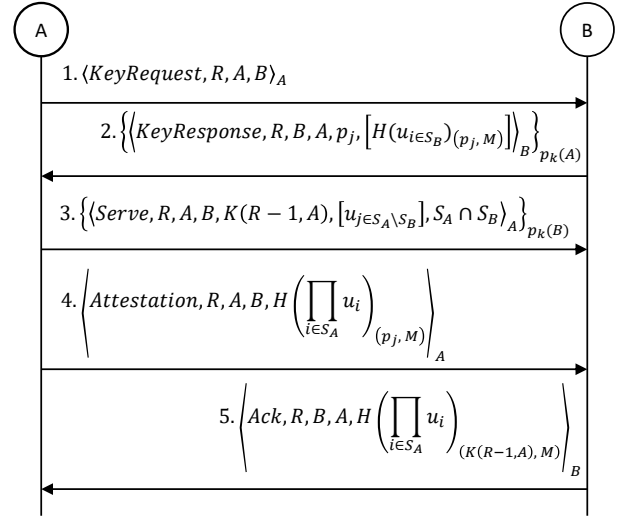 A B
1. ⟨KeyRequest, R, A, B⟩_A
2. {⟨KeyResponse, R, B, A, p_j, [H(u_{i∈S_B})_{(p_j, M)}]⟩_B}_{p_k(A)}
3. {⟨Serve, R, A, B, K(R − 1, A), [u_{j∈S_A\S_B}], S_A ∩ S_B⟩_A}_{p_k(B)}
4. ⟨Attestation, R, A, B, H(∏_{i∈S_A} u_i)_{(p_j, M)}⟩_A
5. ⟨Ack, R, B, A, H(∏_{i∈S_A} u_i)_{(K(R−1,A), M)}⟩_B